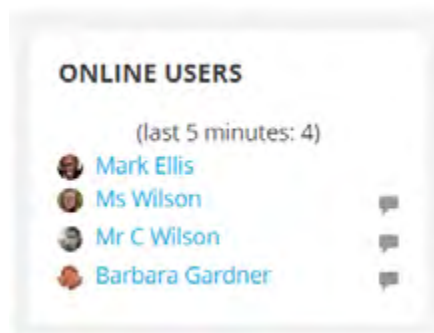 ONLINE USERS
(last 5 minutes: 4)
Mark Ellis
Ms Wilson
Mr C Wilson
Barbara Gardner